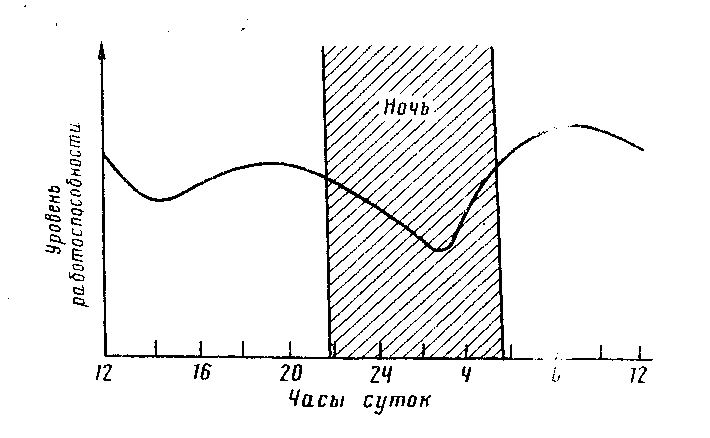 Ночь
Уровень
работоспособности
12 16 20 24 4 12
Часы суток